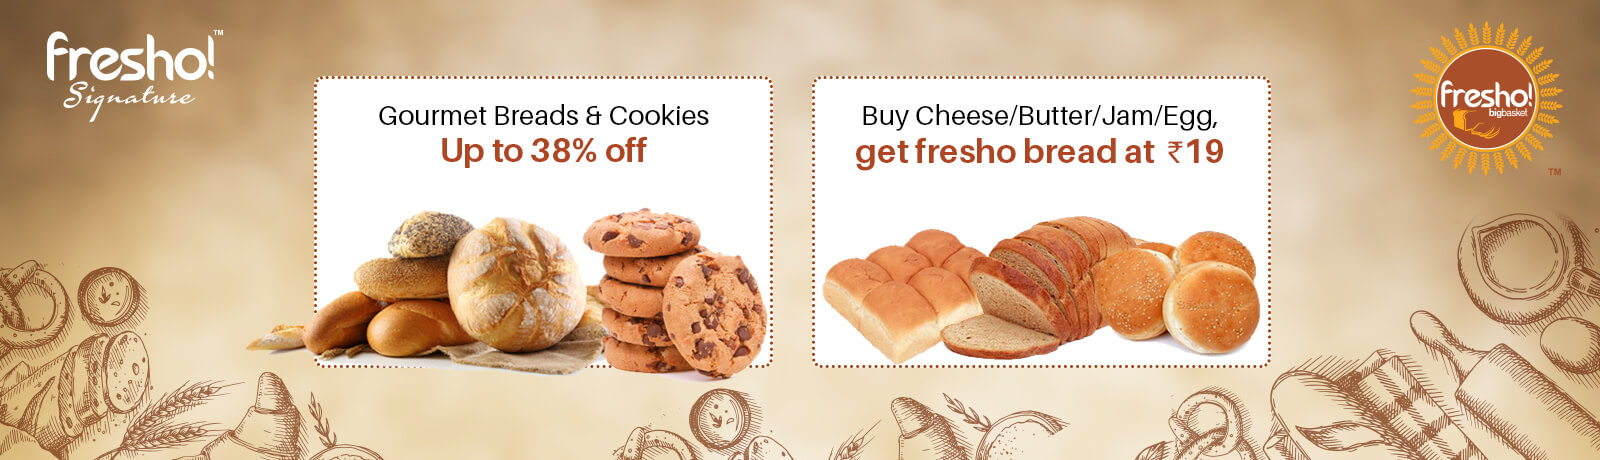 fresho!™
Signature
Gourmet Breads & Cookies
Up to 38% off
Buy Cheese/Butter/Jam/Egg,
get fresho bread at ₹19
fresho!
bigbasket
TM